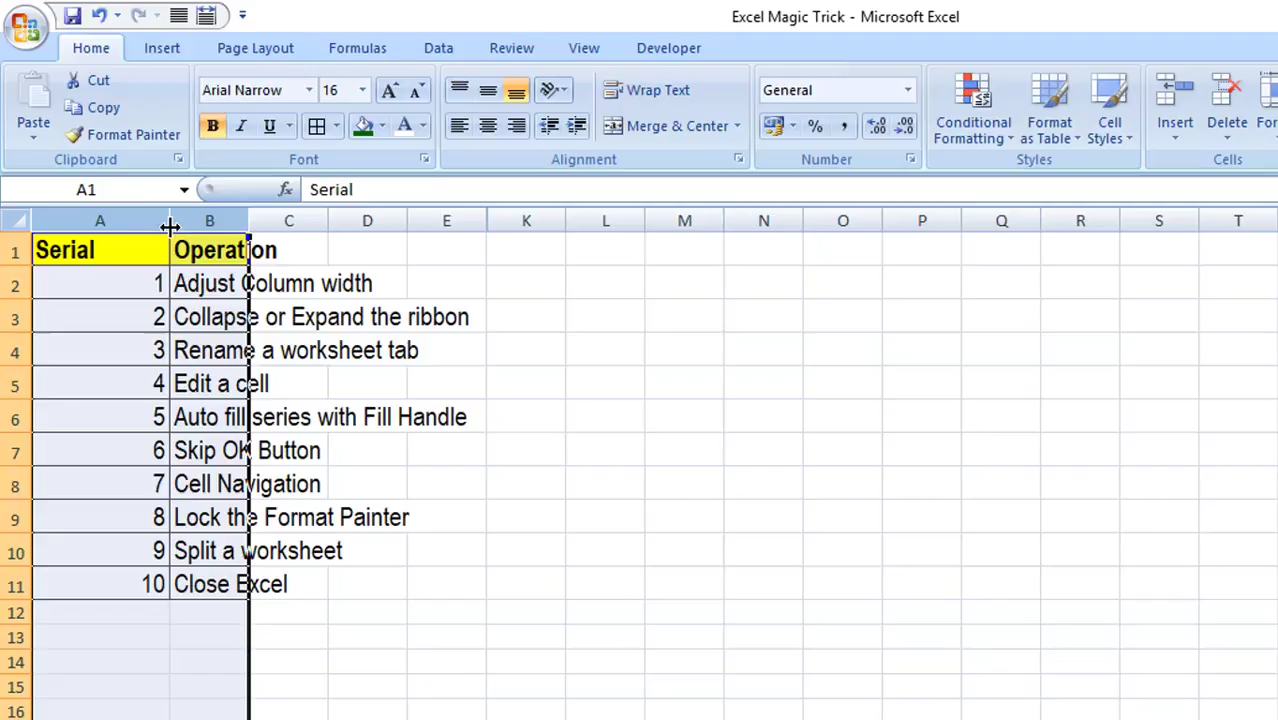 Excel Magic Trick - Microsoft Excel
Home Insert Page Layout Formulas Data Review View Developer
Paste
Cut
Copy
Format Painter
Clipboard
Arial Narrow 16
B I U
Font
Wrap Text
Merge & Center
Alignment
General
% ,
Number
Conditional Formatting
Format as Table
Cell Styles
Styles
Insert Delete
Cells
A1 fx Serial
A B C D E K L M N O P Q R S T
1 Serial Operation
2 1 Adjust Column width
3 2 Collapse or Expand the ribbon
4 3 Rename a worksheet tab
5 4 Edit a cell
6 5 Auto fill series with Fill Handle
7 6 Skip OK Button
8 7 Cell Navigation
9 8 Lock the Format Painter
10 9 Split a worksheet
11 10 Close Excel
12
13
14
15
16